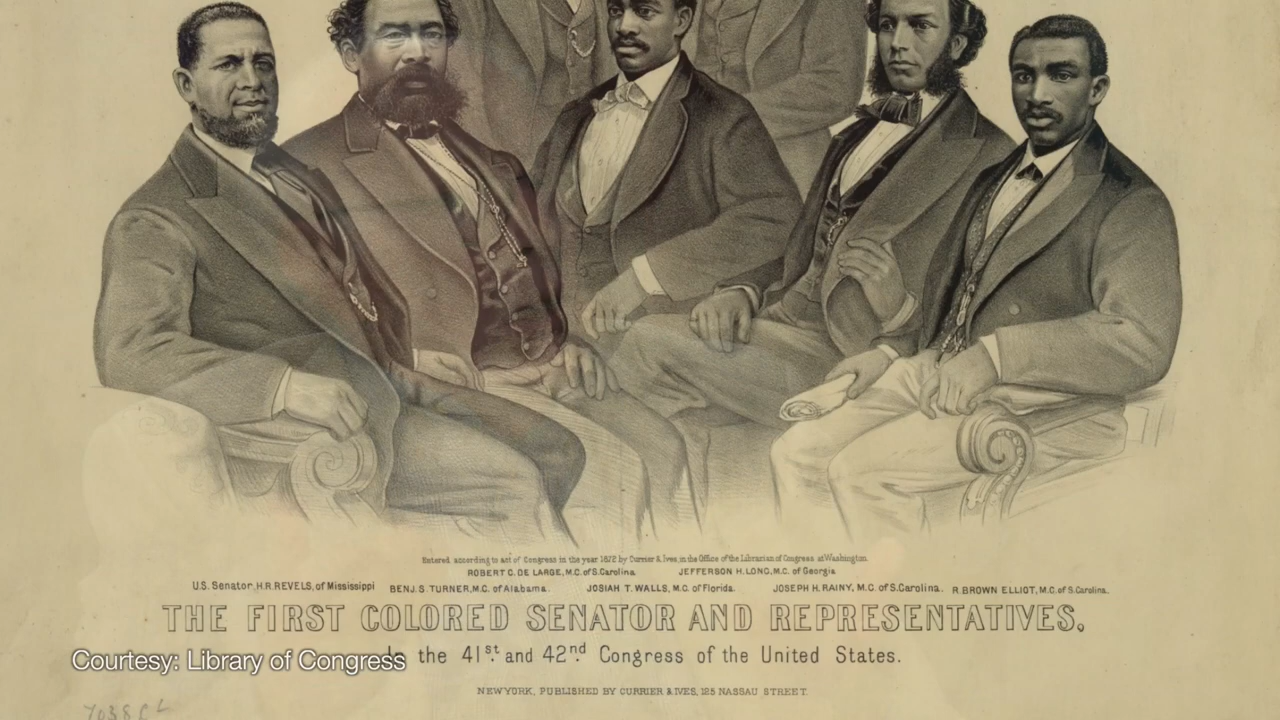 Entered according to act of Congress in the year 1872 by Currier & Ives, in the Office of the Librarian of Congress at Washington.
ROBERT C. DE LARGE, M.C. of S. Carolina. JEFFERSON H. LONG, M.C. of Georgia
U.S. Senator H.R. REVELS, of Mississippi BENJ. S. TURNER, M.C. of Alabama. JOSIAH T. WALLS, M.C. of Florida. JOSEPH H. RAINY, M.C. of S. Carolina. R. BROWN ELLIOT, M.C. of S. Carolina.
THE FIRST COLORED SENATOR AND REPRESENTATIVES,
In the 41st and 42nd Congress of the United States.
Courtesy: Library of Congress
NEW YORK, PUBLISHED BY CURRIER & IVES, 125 NASSAU STREET.